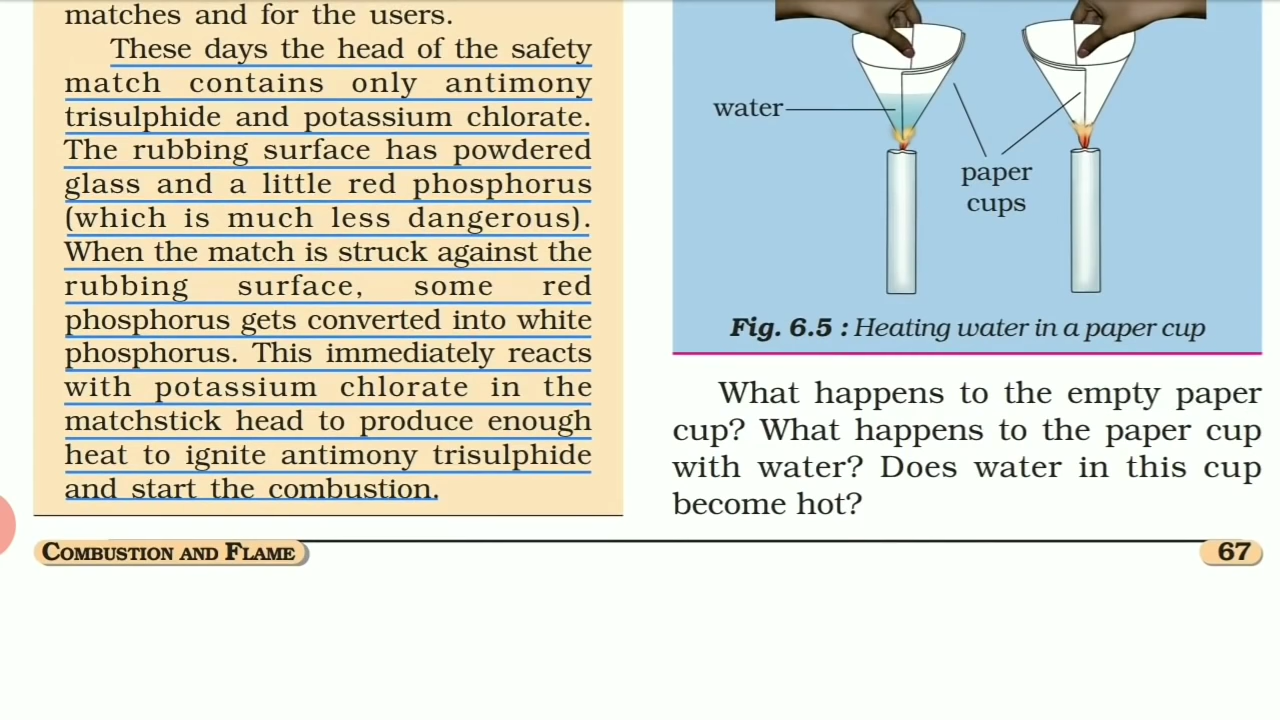 matches and for the users.
These days the head of the safety
match contains only antimony
trisulphide and potassium chlorate.
The rubbing surface has powdered
glass and a little red phosphorus
(which is much less dangerous).
When the match is struck against the
rubbing surface, some red
phosphorus gets converted into white
phosphorus. This immediately reacts
with potassium chlorate in the
matchstick head to produce enough
heat to ignite antimony trisulphide
and start the combustion.
water
paper
cups
Fig. 6.5 : Heating water in a paper cup
What happens to the empty paper
cup? What happens to the paper cup
with water? Does water in this cup
become hot?
COMBUSTION AND FLAME
67